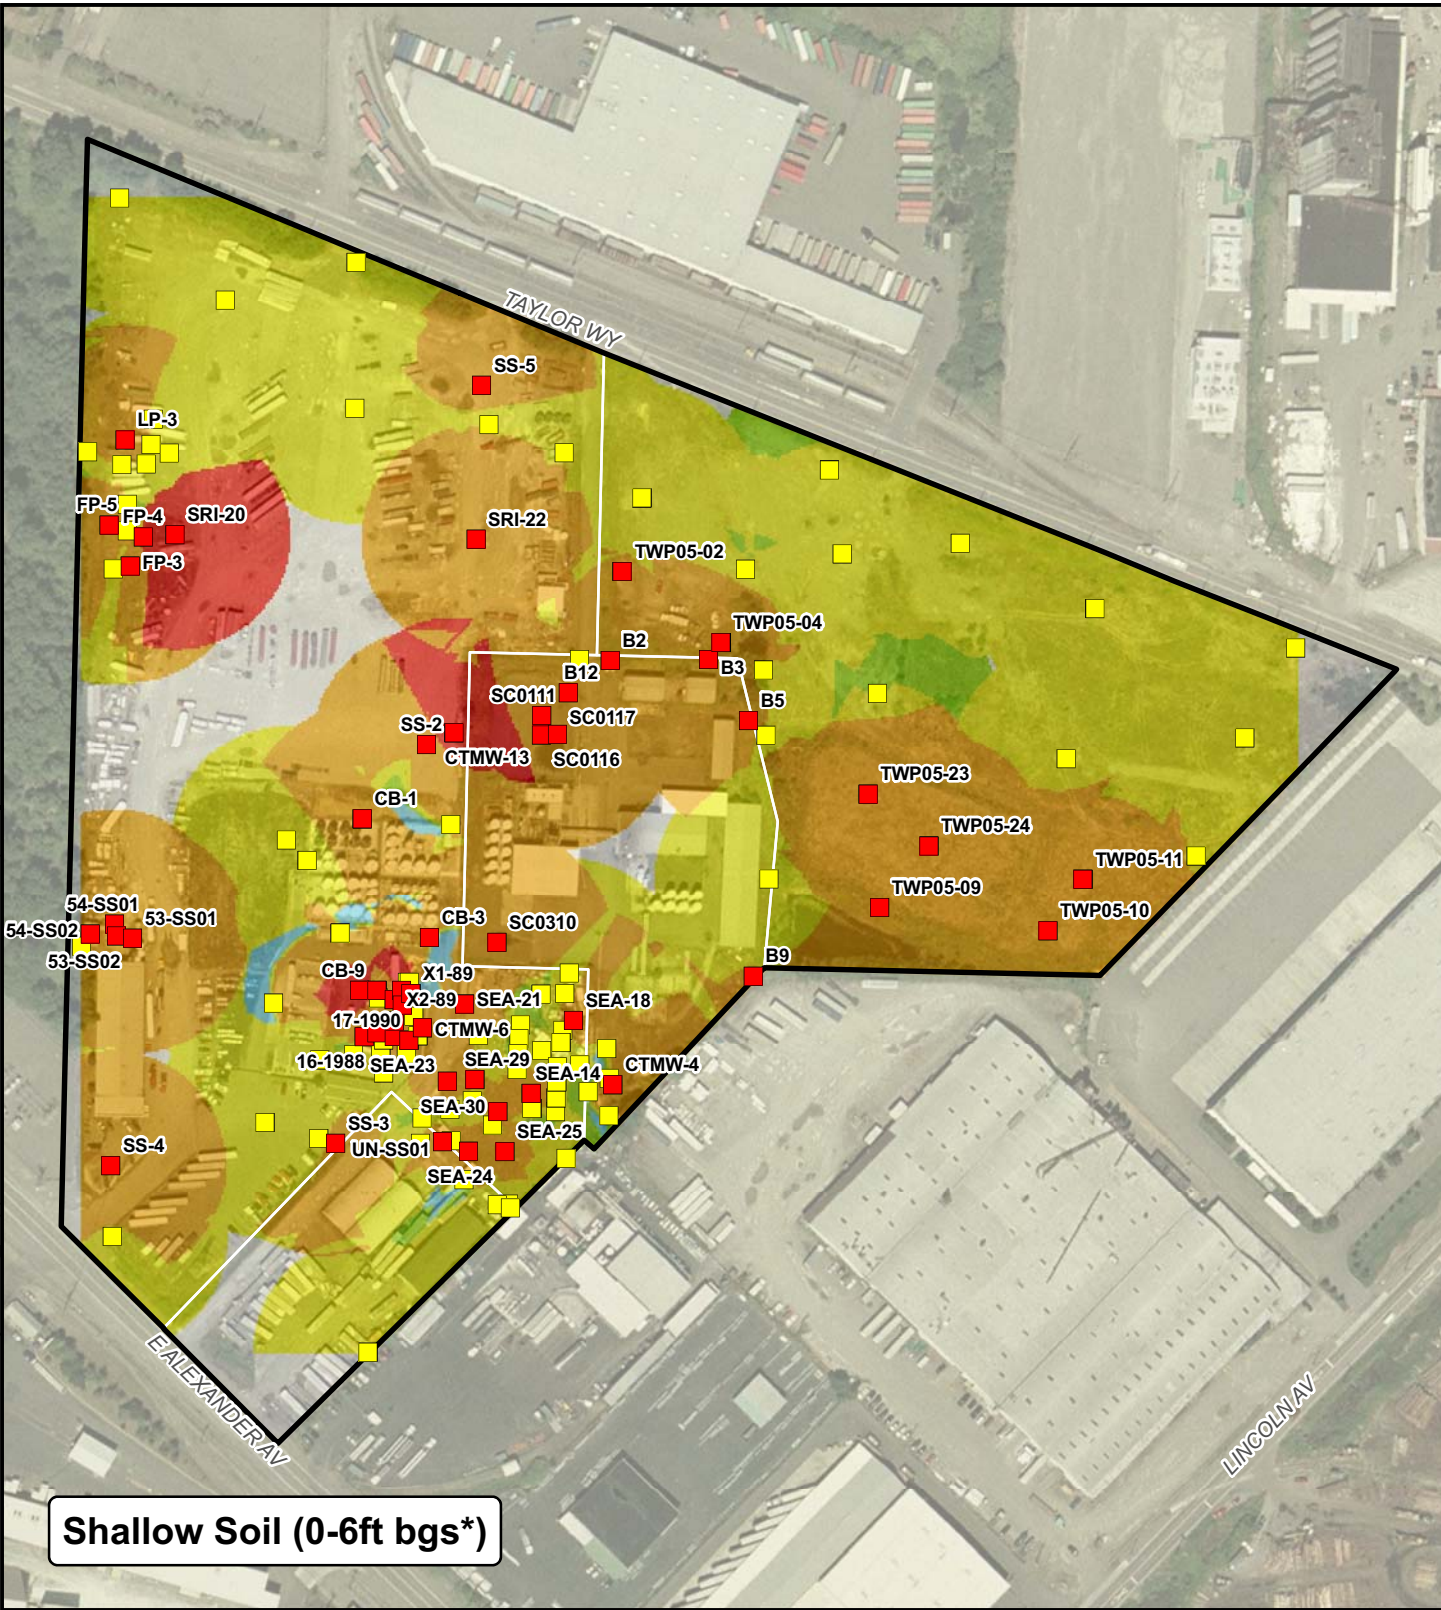 TAYLOR WY
SS-5
LP-3
FP-5
FP-4
SRI-20
SRI-22
FP-3
TWP05-02
TWP05-04
B2
B3
B12
SC0111
SC0117
B5
SS-2
CTMW-13
SC0116
TWP05-23
CB-1
TWP05-24
TWP05-11
TWP05-09
54-SS01
53-SS01
CB-3
SC0310
TWP05-10
54-SS02
53-SS02
B9
CB-9
X1-89
X2-89
SEA-21
SEA-18
17-1990
CTMW-6
16-1988
SEA-23
SEA-29
SEA-14
CTMW-4
SEA-30
SS-3
SEA-25
UN-SS01
SS-4
SEA-24
E ALEXANDER AV
LINCOLN AV
Shallow Soil (0-6ft bgs*)